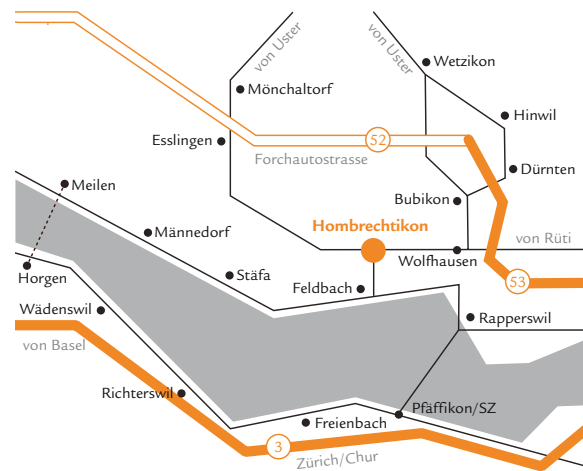 von Uster
von Uster
Wetzikon
Mönchaltorf
Hinwil
52
Esslingen
Forchautostrasse
Dürnten
Meilen
Bubikon
Hombrechtikon
Männedorf
von Rüti
Wolfhausen
Horgen
Stäfa
Feldbach
53
Wädenswil
Rapperswil
von Basel
Richterswil
Pfäffikon/SZ
Freienbach
3
Zürich/Chur